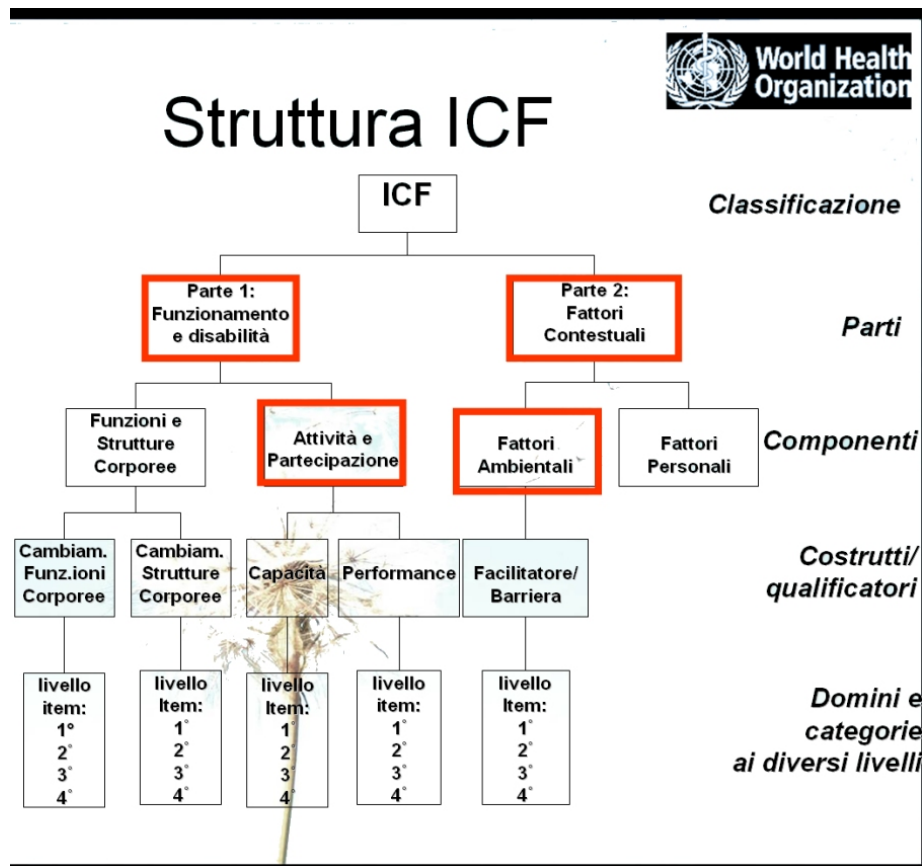 World Health
Organization
Struttura ICF
ICF
Classificazione
Parte 1:
Funzionamento
e disabilità
Parte 2:
Fattori
Contestuali
Parti
Funzioni e
Strutture
Corporee
Attività e
Partecipazione
Fattori
Ambientali
Fattori
Personali
Componenti
Cambiam.
Funz.ioni
Corporee
Cambiam.
Strutture
Corporee
Capacità
Performance
Facilitatore/
Barriera
Costrutti/
qualificatori
livello
item:
1°
2°
3°
4°
livello
Item:
1°
2°
3°
4°
livello
Item:
1°
2°
3°
4°
livello
item:
1°
2°
3°
4°
livello
Item:
1°
2°
3°
4°
Domini e
categorie
ai diversi livelli